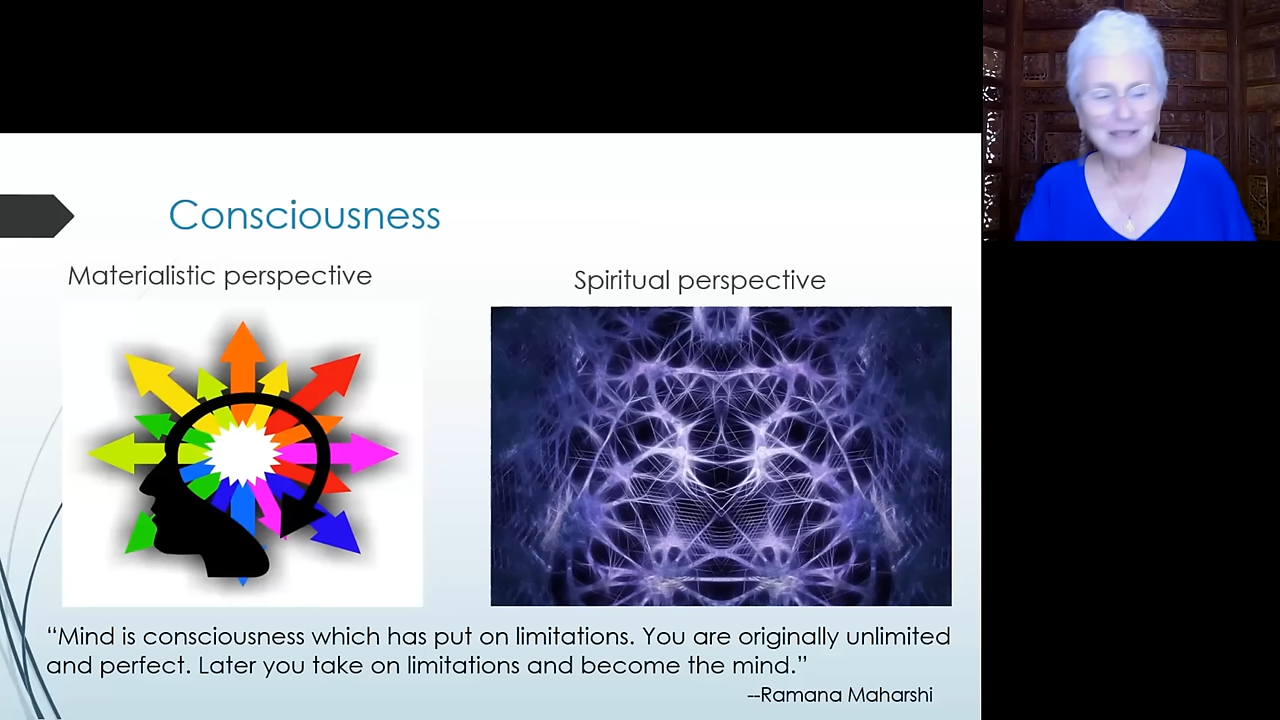 Consciousness
Materialistic perspective
Spiritual perspective
“Mind is consciousness which has put on limitations. You are originally unlimited
and perfect. Later you take on limitations and become the mind.”
--Ramana Maharshi